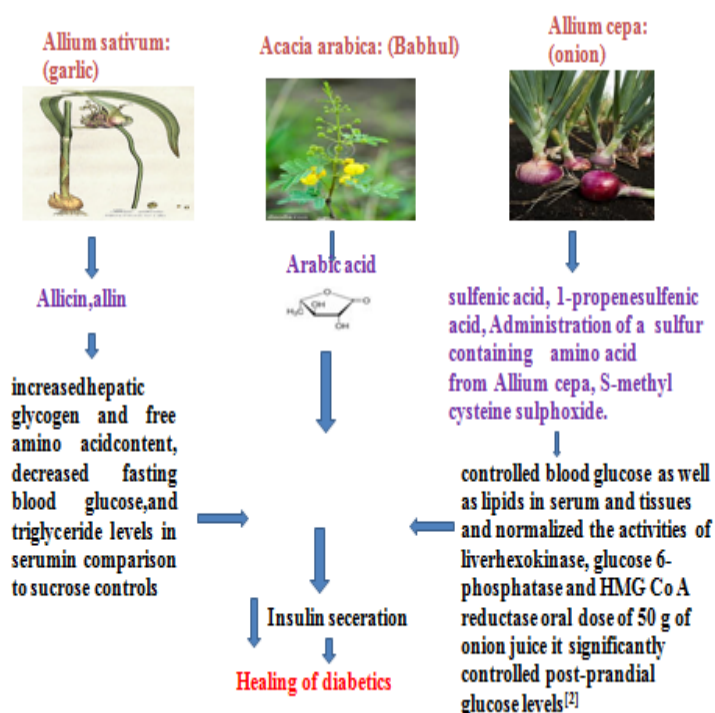 Allium sativum:
(garlic)
Acacia arabica: (Babhul)
Allium cepa:
(onion)
Allicin,allin
increasedhepatic
glycogen and free
amino acidcontent,
decreased fasting
blood glucose,and
triglyceride levels in
serumin comparison
to sucrose controls
Arabic acid
O
O
OH
H₃C
OH
sulfenic acid, 1-propenesulfenic
acid, Administration of a sulfur
containing amino acid
from Allium cepa, S-methyl
cysteine sulphoxide.
controlled blood glucose as well
as lipids in serum and tissues
and normalized the activities of
liverhexokinase, glucose 6-
phosphatase and HMG Co A
reductase oral dose of 50 g of
onion juice it significantly
controlled post-prandial
glucose levels[2]
Insulin seceration
Healing of diabetics